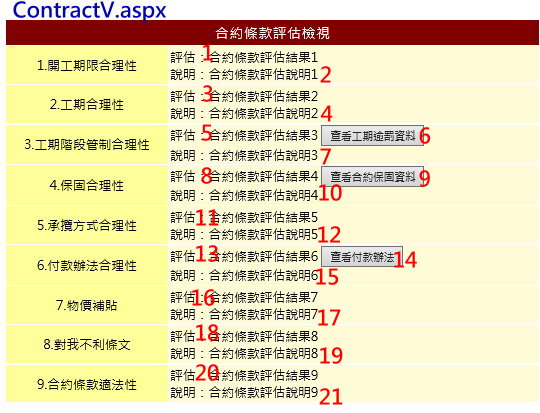 ContractV.aspx
合約條款評估檢視
1.開工期限合理性
評估：合約條款評估結果1 1
說明：合約條款評估說明1 2
2.工期合理性
評估：合約條款評估結果2 3
說明：合約條款評估說明2 4
3.工期階段管制合理性
評估：合約條款評估結果3 5 查看工期逾罰資料 6
說明：合約條款評估說明3 7
4.保固合理性
評估：合約條款評估結果4 8 查看合約保固資料 9
說明：合約條款評估說明4 10
5.承攬方式合理性
評估：合約條款評估結果5 11
說明：合約條款評估說明5 12
6.付款辦法合理性
評估：合約條款評估結果6 13 查看付款辦法 14
說明：合約條款評估說明6 15
7.物價補貼
評估：合約條款評估結果7 16
說明：合約條款評估說明7 17
8.對我不利條文
評估：合約條款評估結果8 18
說明：合約條款評估說明8 19
9.合約條款適法性
評估：合約條款評估結果9 20
說明：合約條款評估說明9 21